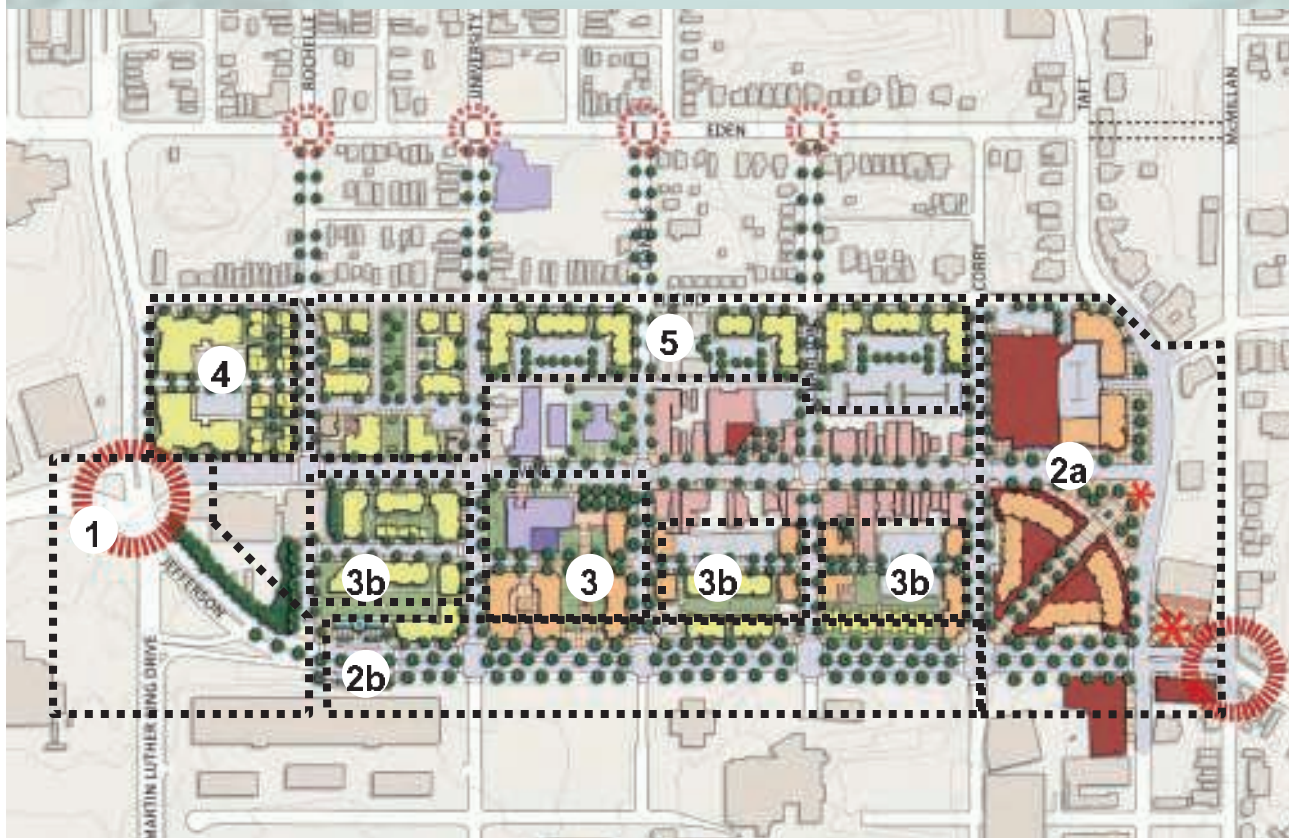 ROCHELLE
UNIVERSITY
EDEN
TAFT
MCMILLAN
CORRY
5
4
2a
1
3b
3
3b
3b
JEFFERSON
2b
MARTIN LUTHER KING DRIVE